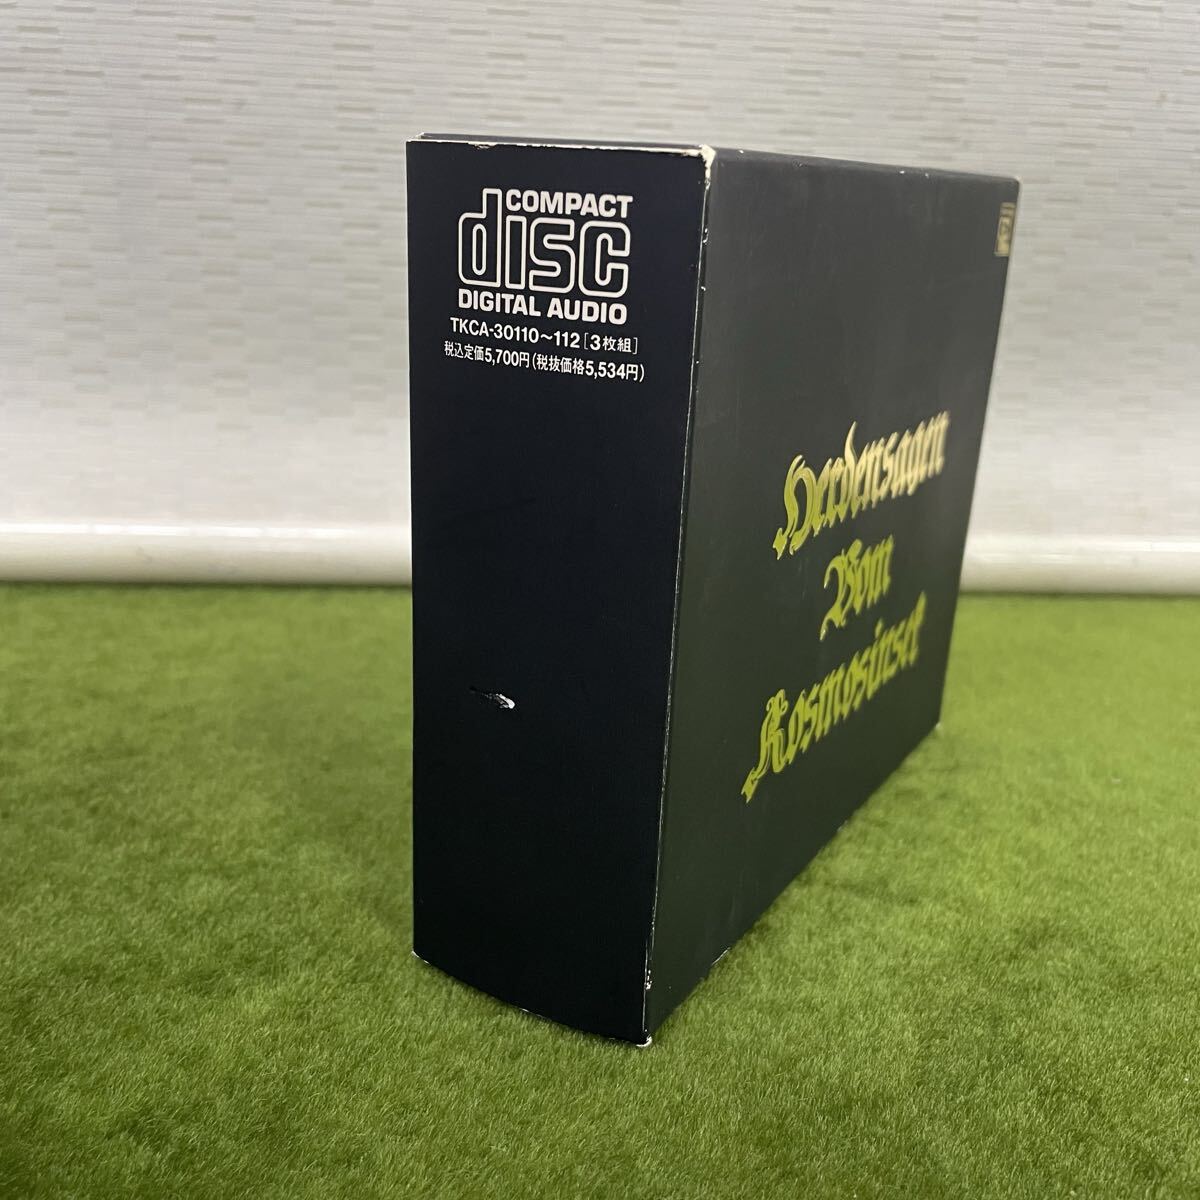 COMPACT
disc
DIGITAL AUDIO
TKCA-30110~112[3枚組]
税込定価5,700円(税抜価格5,534円)
Heldensagen
Vom
Kosmosinsel